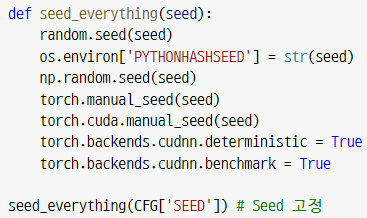 def seed_everything(seed):
    random.seed(seed)
    os.environ['PYTHONHASHSEED'] = str(seed)
    np.random.seed(seed)
    torch.manual_seed(seed)
    torch.cuda.manual_seed(seed)
    torch.backends.cudnn.deterministic = True
    torch.backends.cudnn.benchmark = True

seed_everything(CFG['SEED']) # Seed 고정